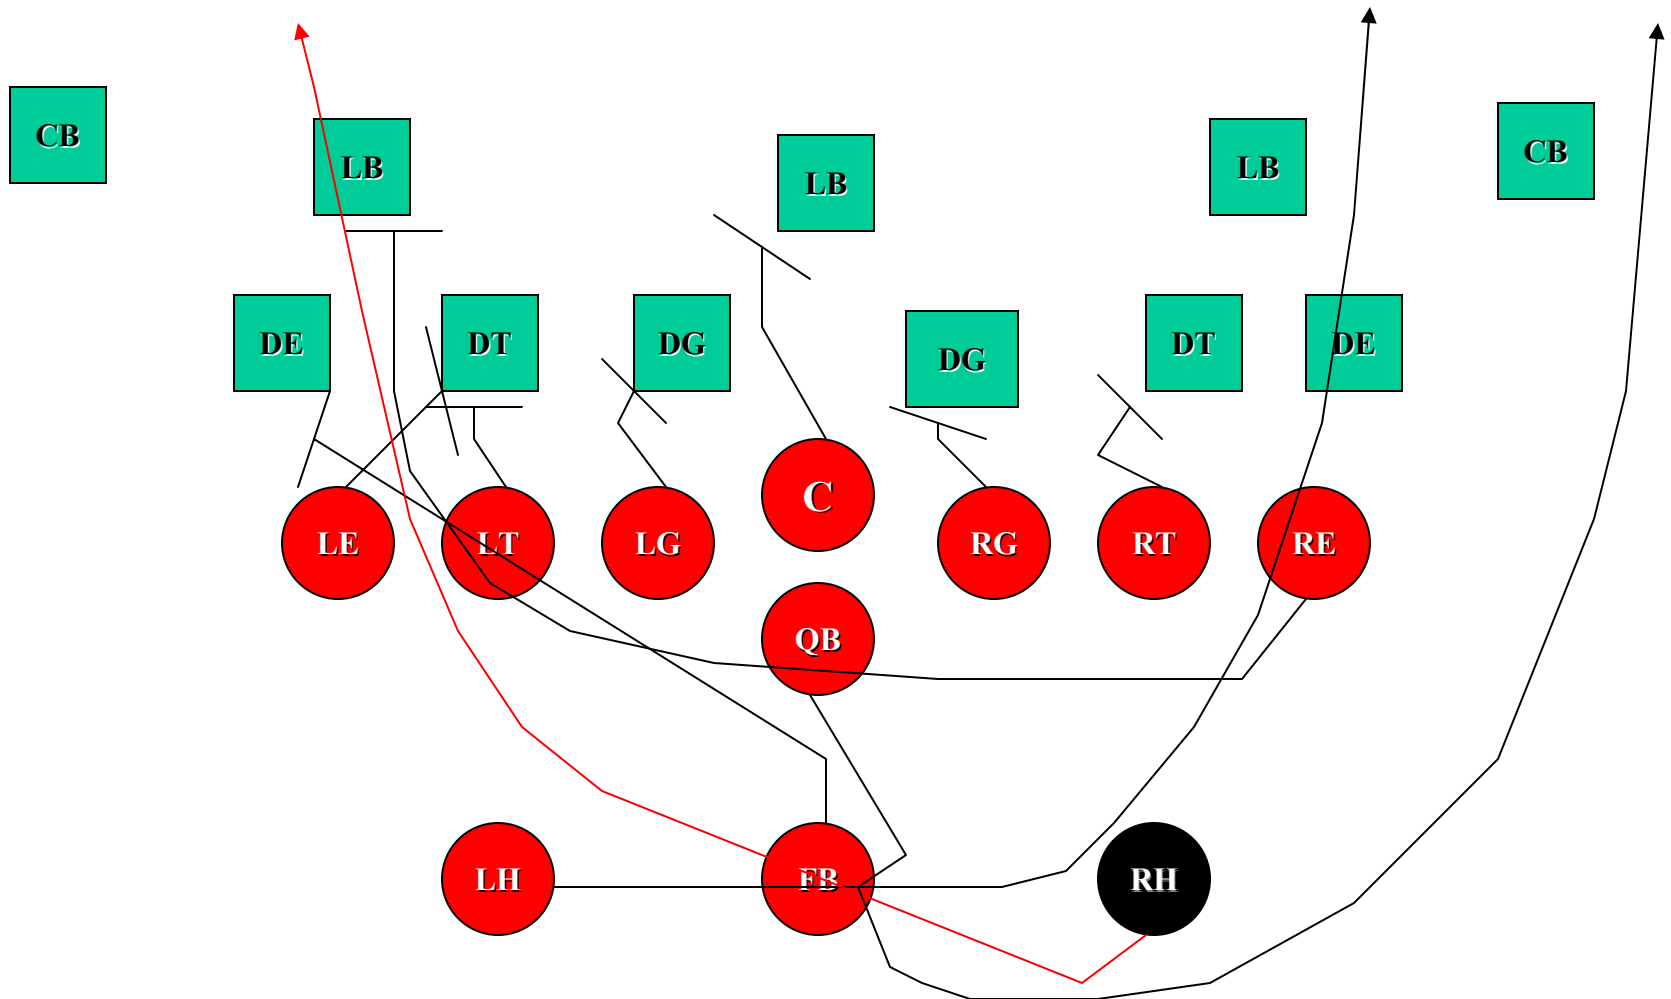 CB
LB
LB
LB
CB
DE
DT
DG
DG
DT
DE
LE
LT
LG
C
RG
RT
RE
QB
LH
FB
RH